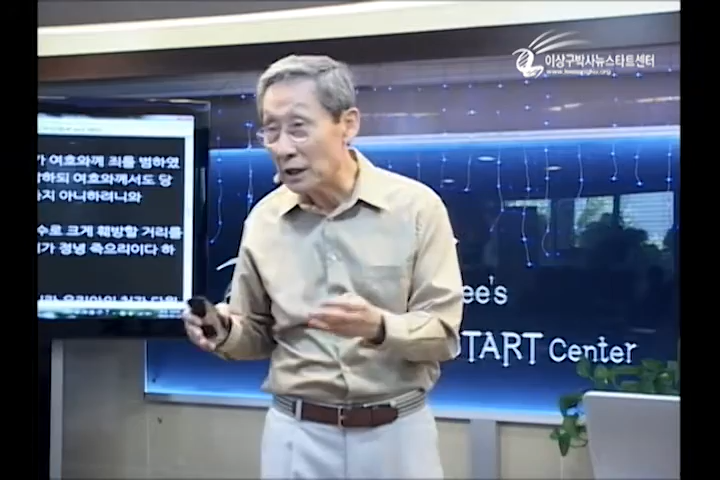 이상구박사뉴스타트센터
가 여호와께 죄를 범하였
하되 여호와께서도 당
지 아니하려니와
수로 크게 훼방할 거리를
가 정녕 죽으리이다 하
ee's
START Center